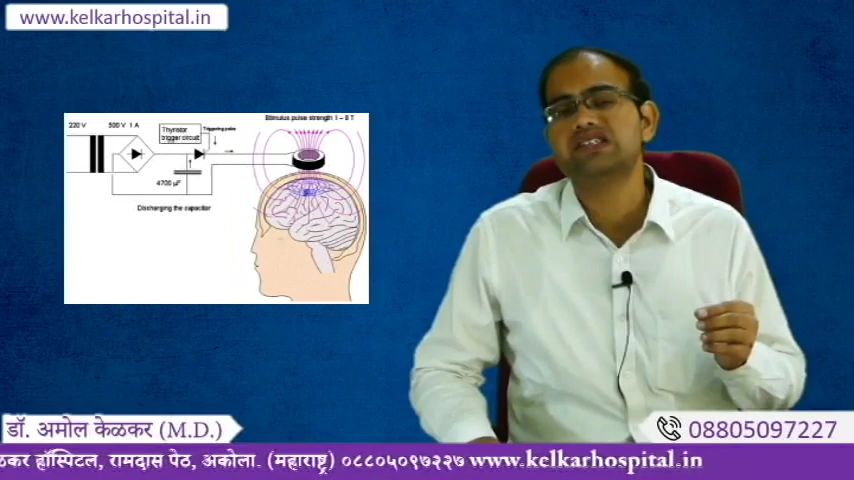 www.kelkarhospital.in
Stimulus pulse strength 1 – 8 T
220 V 500 V 1 A
Thyristor
trigger circuit
Triggering pulse
4700 µF
Discharging the capacitor
डॉ. अमोल केळकर (M.D.)
08805097227
ळकर हॉस्पिटल, रामदास पेठ, अकोला. (महाराष्ट्र) ०८८०५०९७२२७ www.kelkarhospital.in